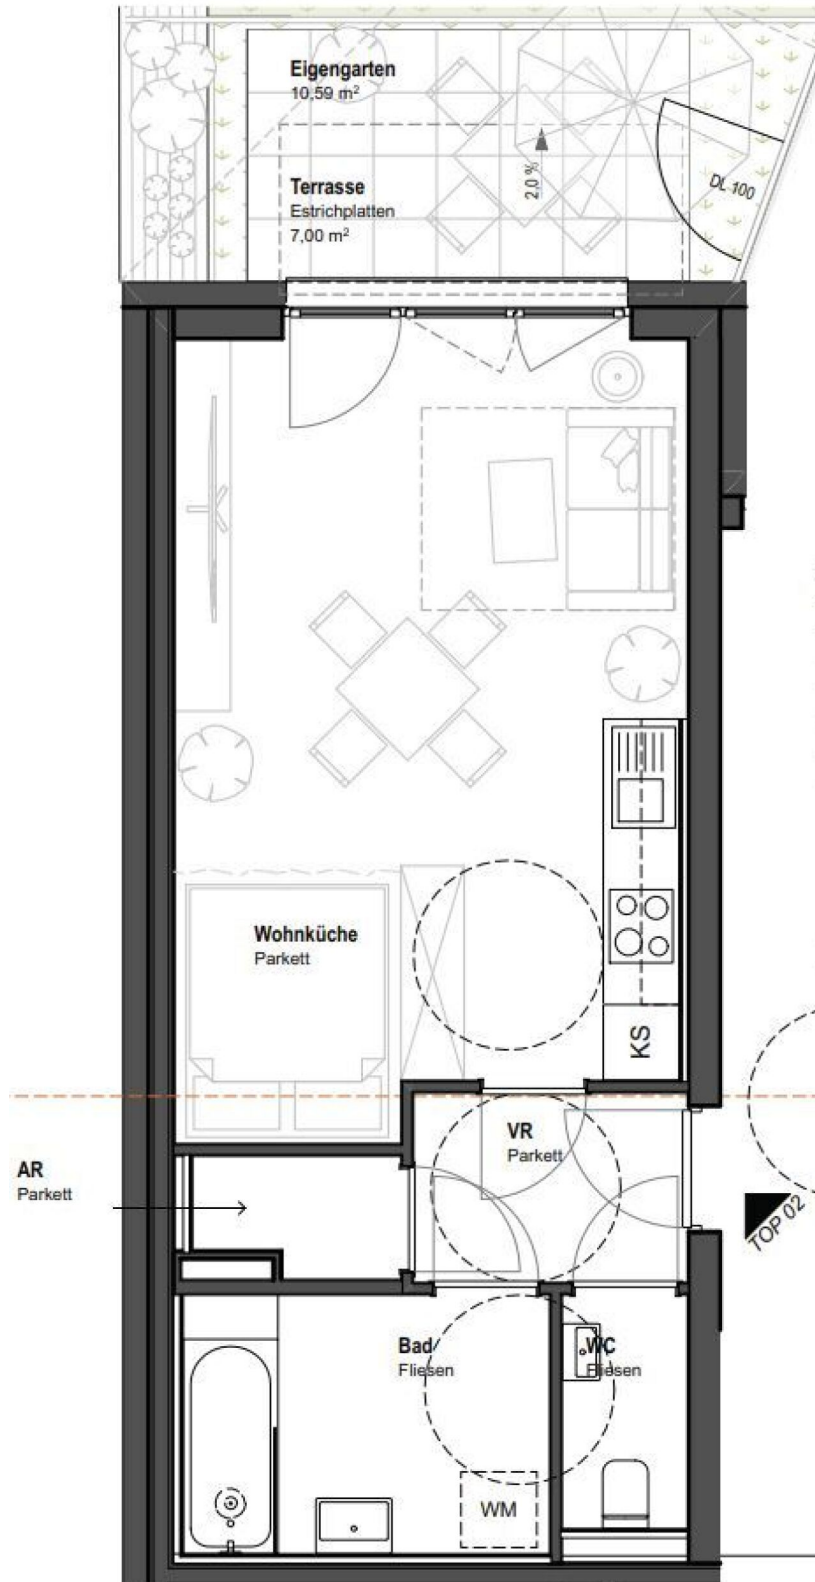 Eigengarten
10,59 m²
Terrasse
Estrichplatten
7,00 m²
2,0 %
DL 100
Wohnküche
Parkett
KS
VR
Parkett
AR
Parkett
TOP 02
Bad
Fliesen
WC
Fliesen
WM